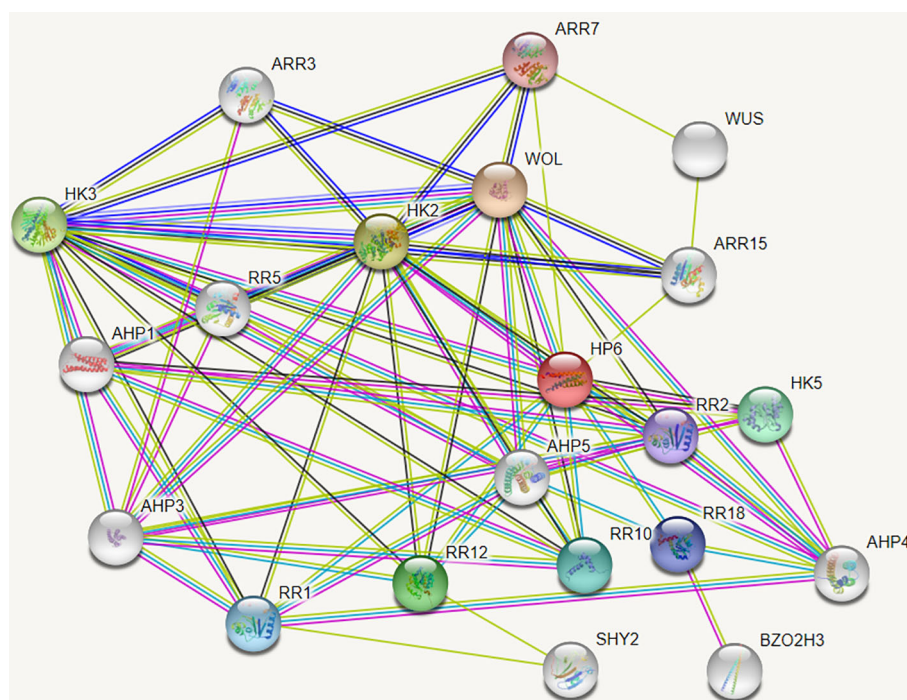 ARR7
ARR3
WUS
WOL
HK3
HK2
ARR15
RR5
AHP1
HP6
HK5
RR2
AHP5
AHP3
RR18
RR10
RR12
AHP4
RR1
SHY2
BZO2H3